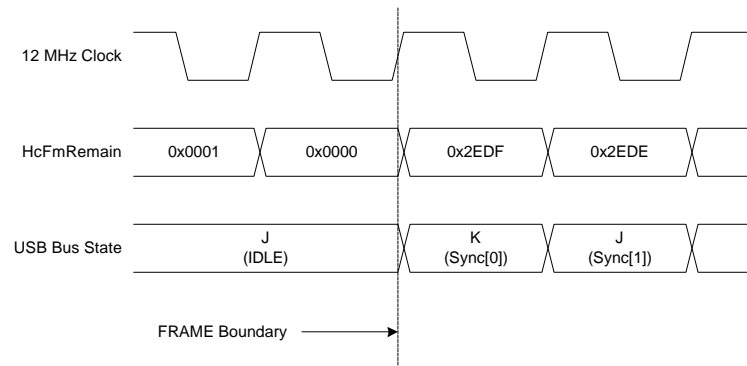 12 MHz Clock
HcFmRemain
0x0001 0x0000 0x2EDF 0x2EDE
USB Bus State
J
(IDLE)
K
(Sync[0])
J
(Sync[1])
FRAME Boundary